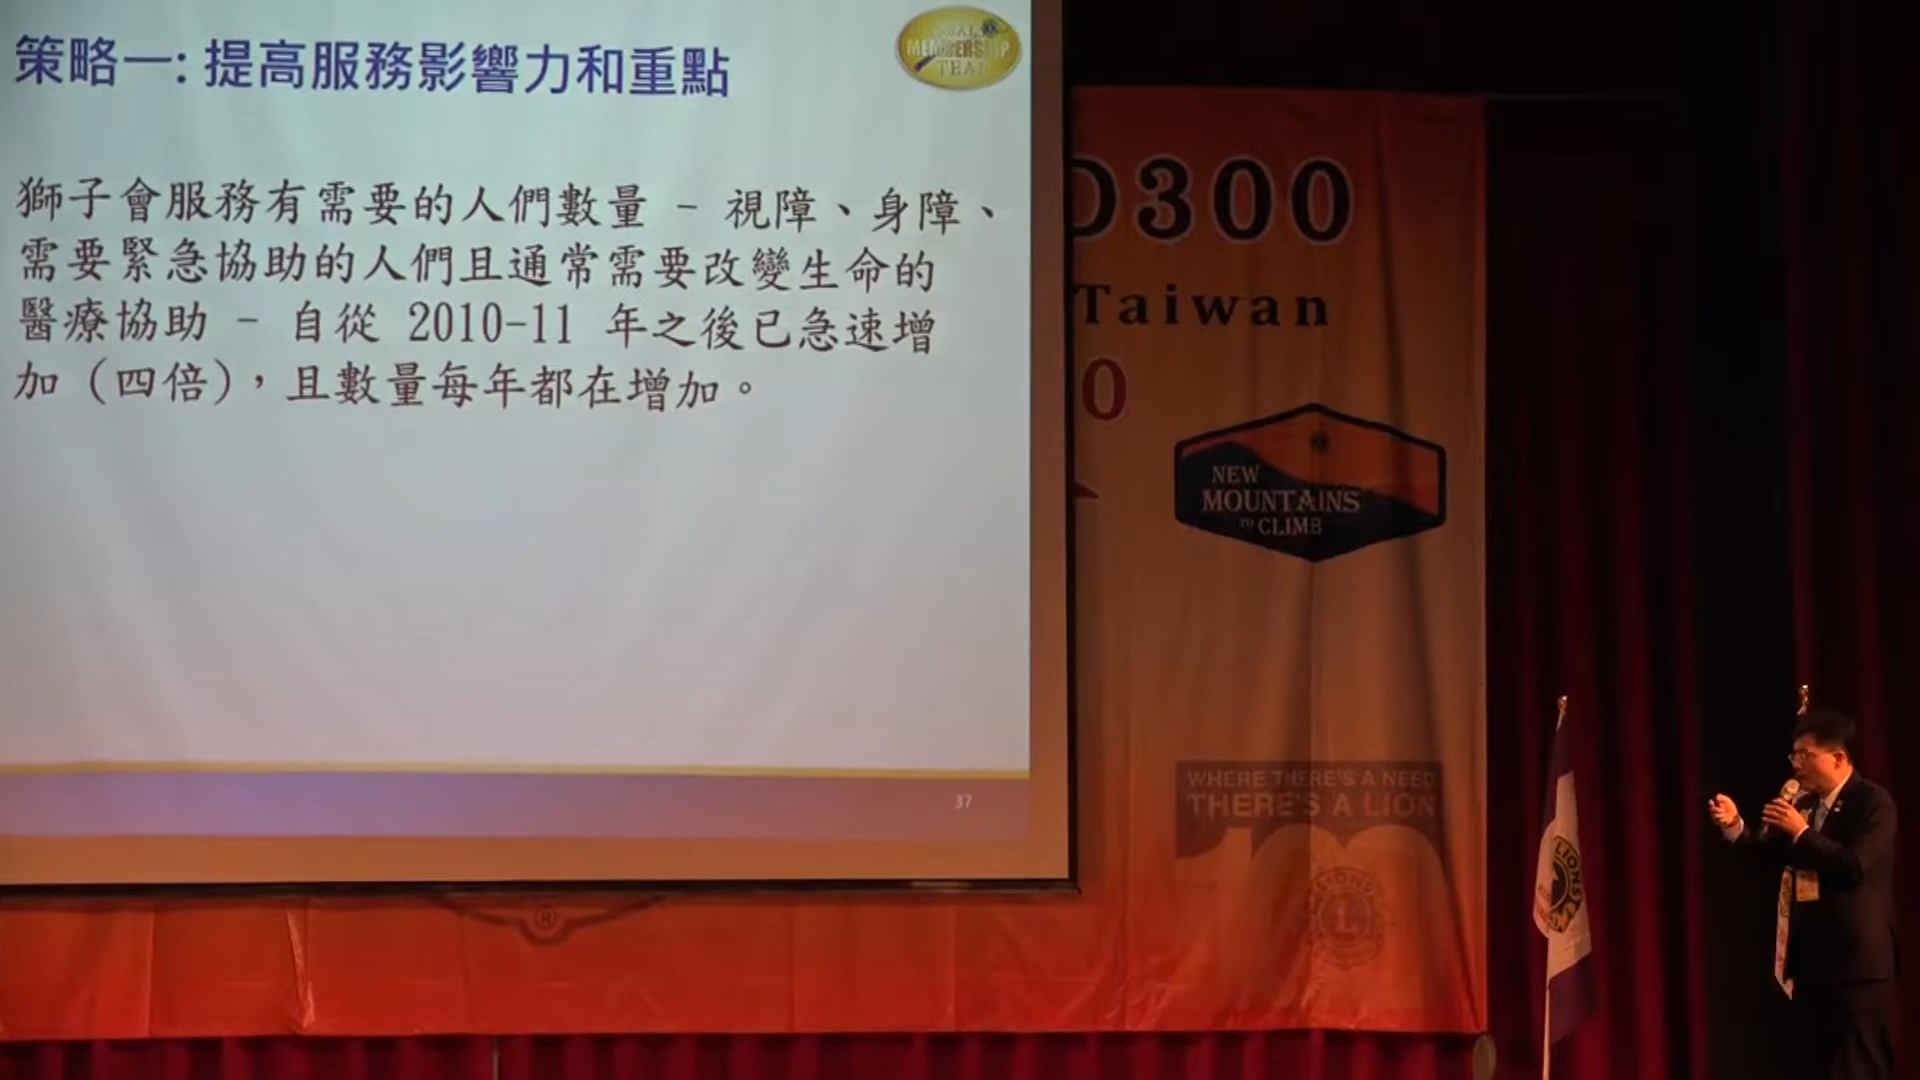 策略一: 提高服務影響力和重點
MEMBERSHIP
TEAM
獅子會服務有需要的人們數量 - 視障、身障、
需要緊急協助的人們且通常需要改變生命的
醫療協助 - 自從 2010-11 年之後已急速增
加 (四倍)，且數量每年都在增加。
37
D300
Taiwan
0
NEW
MOUNTAINS
TO CLIMB
WHERE THERE'S A NEED
THERE'S A LION
LIONS
L
®
LIONS